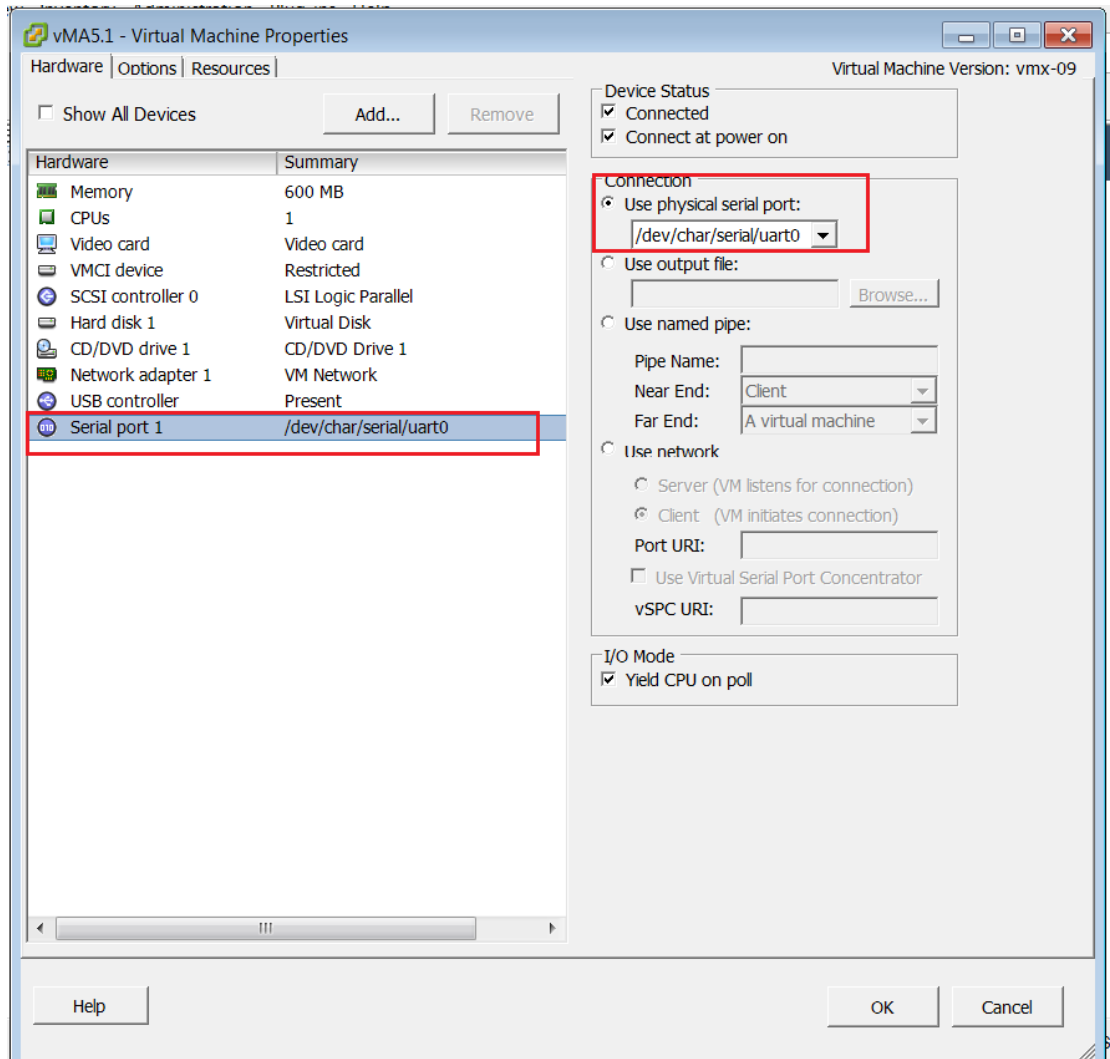 Inventory Administration Plug-ins Help
vMA5.1 - Virtual Machine Properties
Hardware Options Resources
Virtual Machine Version: vmx-09
Show All Devices
Add...
Remove
Hardware Summary
Memory 600 MB
CPUs 1
Video card Video card
VMCI device Restricted
SCSI controller 0 LSI Logic Parallel
Hard disk 1 Virtual Disk
CD/DVD drive 1 CD/DVD Drive 1
Network adapter 1 VM Network
USB controller Present
Serial port 1 /dev/char/serial/uart0
Device Status
Connected
Connect at power on
Connection
Use physical serial port:
/dev/char/serial/uart0
Use output file:
Browse...
Use named pipe:
Pipe Name:
Near End: Client
Far End: A virtual machine
Use network
Server (VM listens for connection)
Client (VM initiates connection)
Port URI:
Use Virtual Serial Port Concentrator
vSPC URI:
I/O Mode
Yield CPU on poll
Help
OK
Cancel